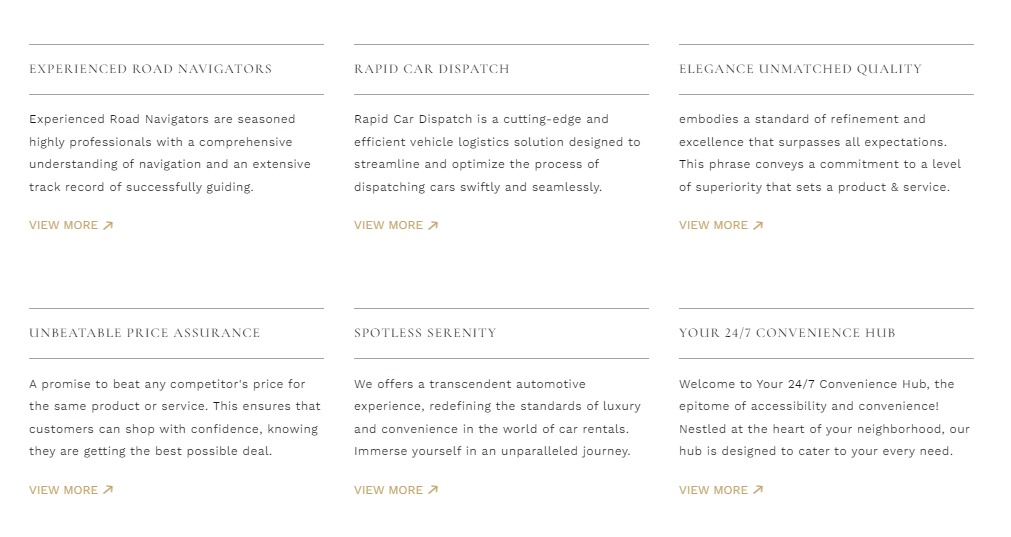 EXPERIENCED ROAD NAVIGATORS
Experienced Road Navigators are seasoned
highly professionals with a comprehensive
understanding of navigation and an extensive
track record of successfully guiding.
VIEW MORE
RAPID CAR DISPATCH
Rapid Car Dispatch is a cutting-edge and
efficient vehicle logistics solution designed to
streamline and optimize the process of
dispatching cars swiftly and seamlessly.
VIEW MORE
ELEGANCE UNMATCHED QUALITY
embodies a standard of refinement and
excellence that surpasses all expectations.
This phrase conveys a commitment to a level
of superiority that sets a product & service.
VIEW MORE
UNBEATABLE PRICE ASSURANCE
A promise to beat any competitor's price for
the same product or service. This ensures that
customers can shop with confidence, knowing
they are getting the best possible deal.
VIEW MORE
SPOTLESS SERENITY
We offers a transcendent automotive
experience, redefining the standards of luxury
and convenience in the world of car rentals.
Immerse yourself in an unparalleled journey.
VIEW MORE
YOUR 24/7 CONVENIENCE HUB
Welcome to Your 24/7 Convenience Hub, the
epitome of accessibility and convenience!
Nestled at the heart of your neighborhood, our
hub is designed to cater to your every need.
VIEW MORE